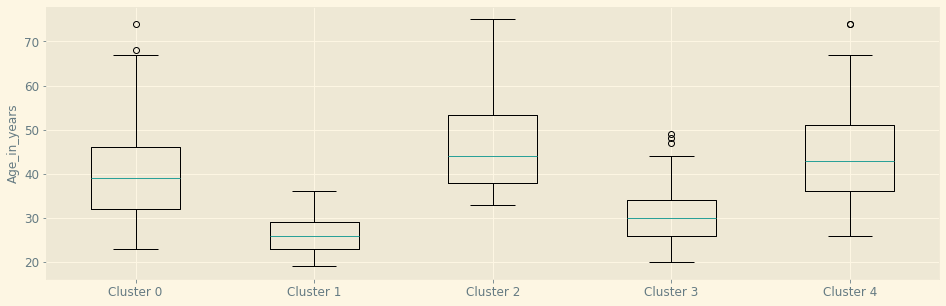 Age_in_years
70
60
50
40
30
20
Cluster 0
Cluster 1
Cluster 2
Cluster 3
Cluster 4